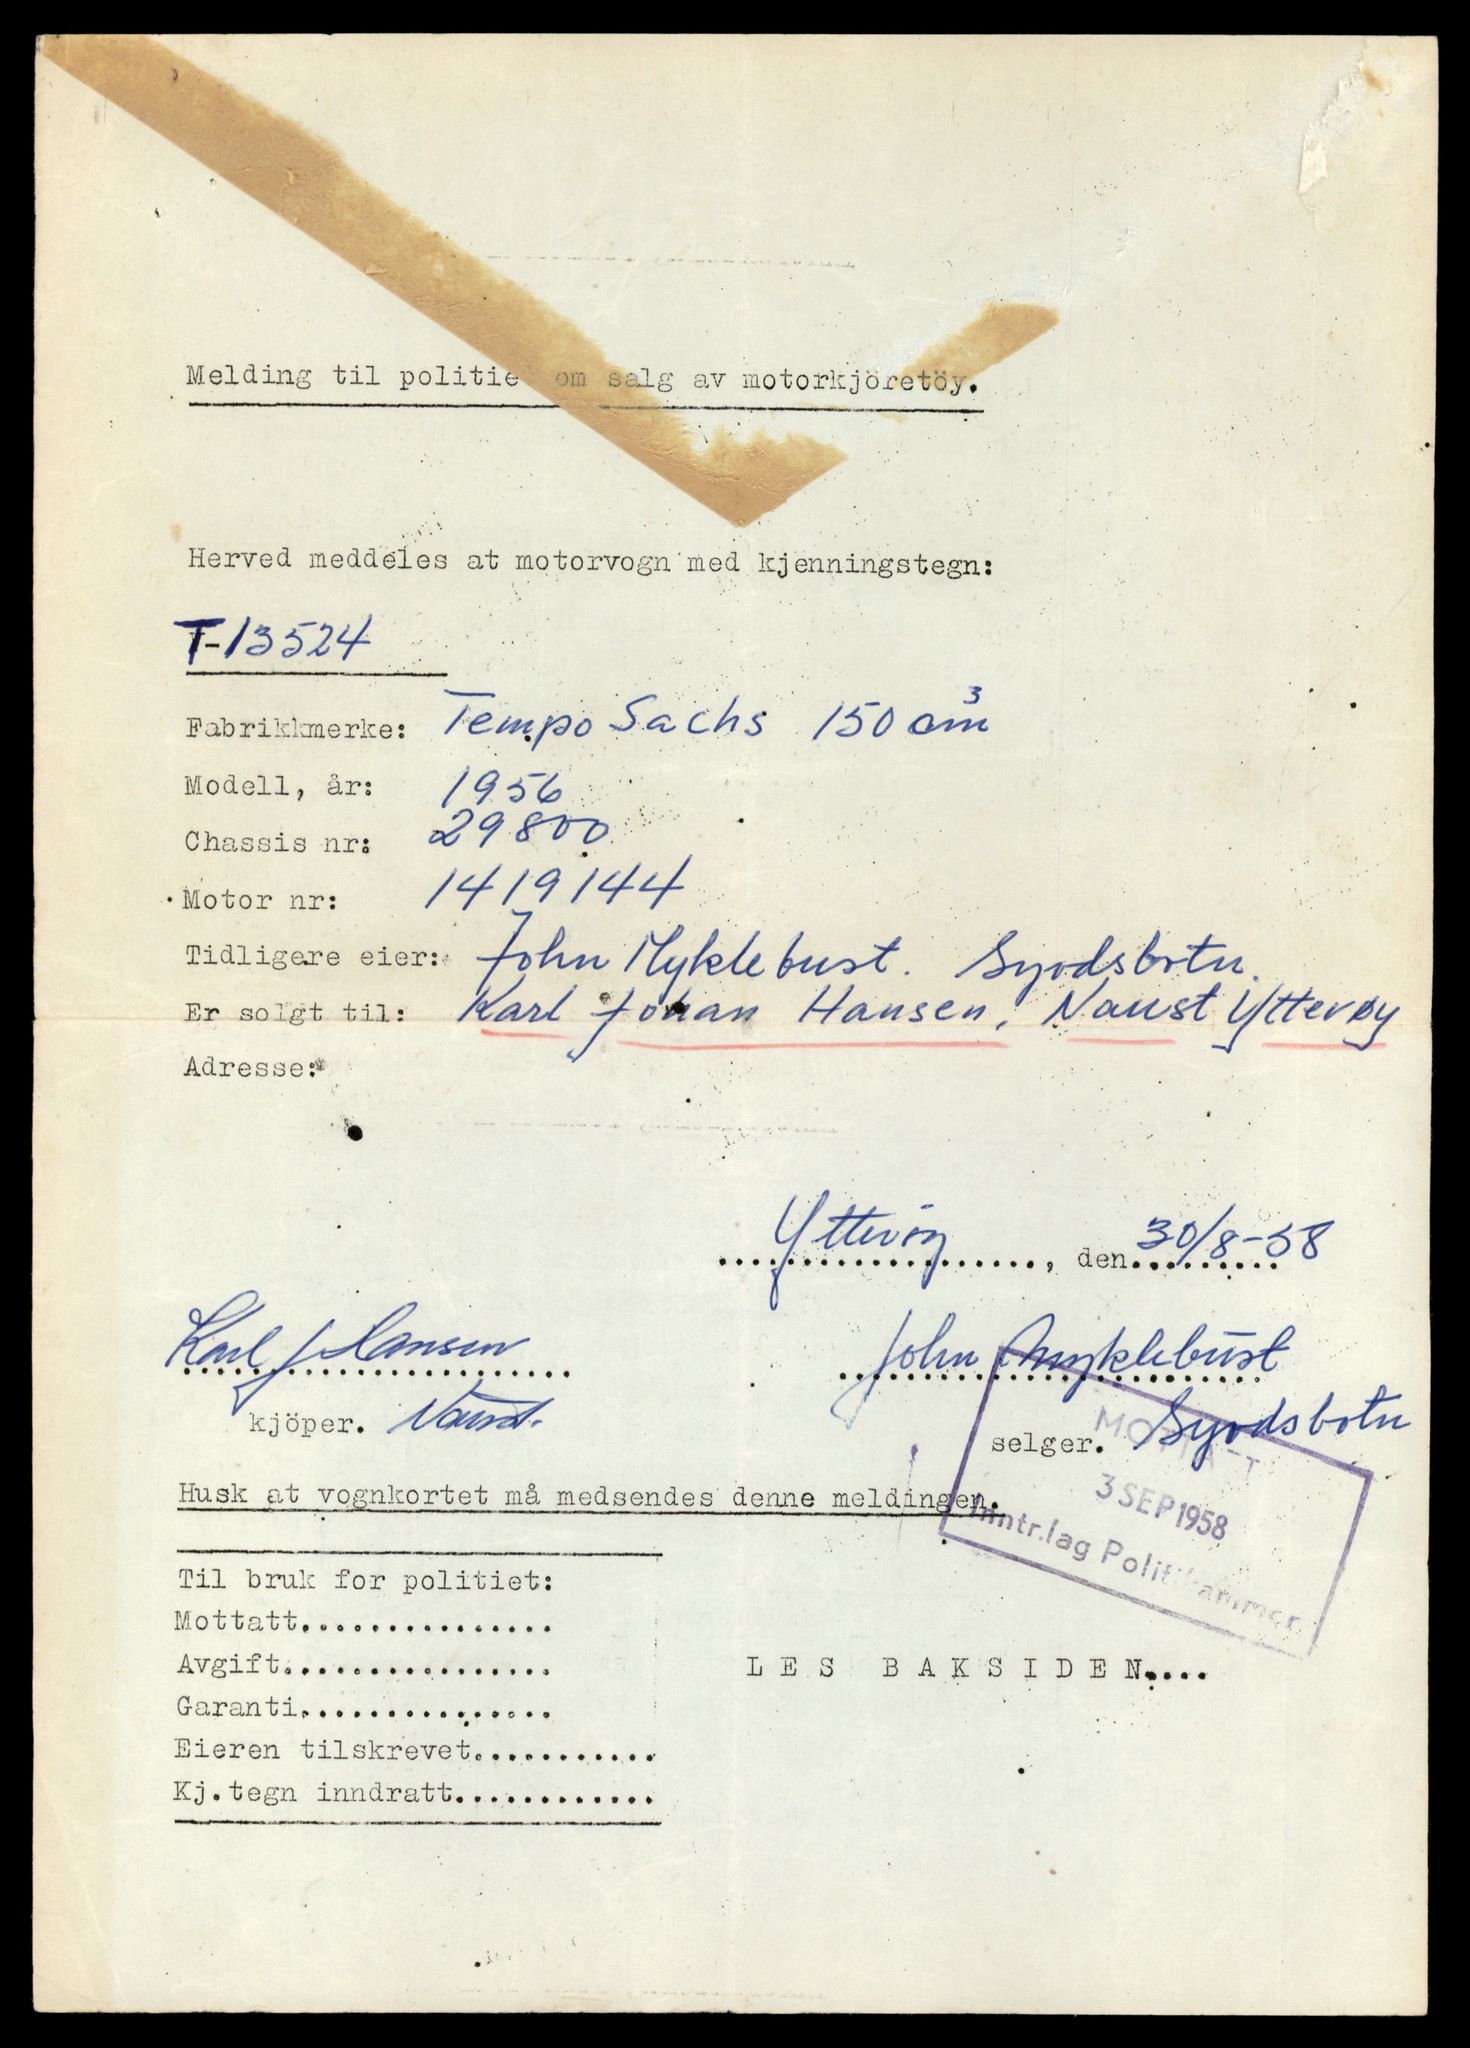 Melding til politiet om salg av motorkjöretöy.
Herved meddeles at motorvogn med kjenningstegn:
T-13524
Fabrikkmerke: Tempo Sachs 150 cm³
Modell, år: 1956
Chassis nr: 29800
Motor nr: 1419144
Tidligere eier: John Myklebust. Syvdsbotn.
Er solgt til: Karl Johan Hansen, Naust Ytterøy
Adresse:
Ytterøy, den 30/8-58
Karl J Hansen John Myklebust
kjöper. Naust. selger. Syvdsbotn
MOTTATT
3 SEP 1958
Inntr.lag Politikammer
Husk at vognkortet må medsendes denne meldingen.
Til bruk for politiet:
Mottatt...............
Avgift................
Garanti...............
LES BAKSIDEN....
Eieren tilskrevet...........
Kj.tegn inndratt............